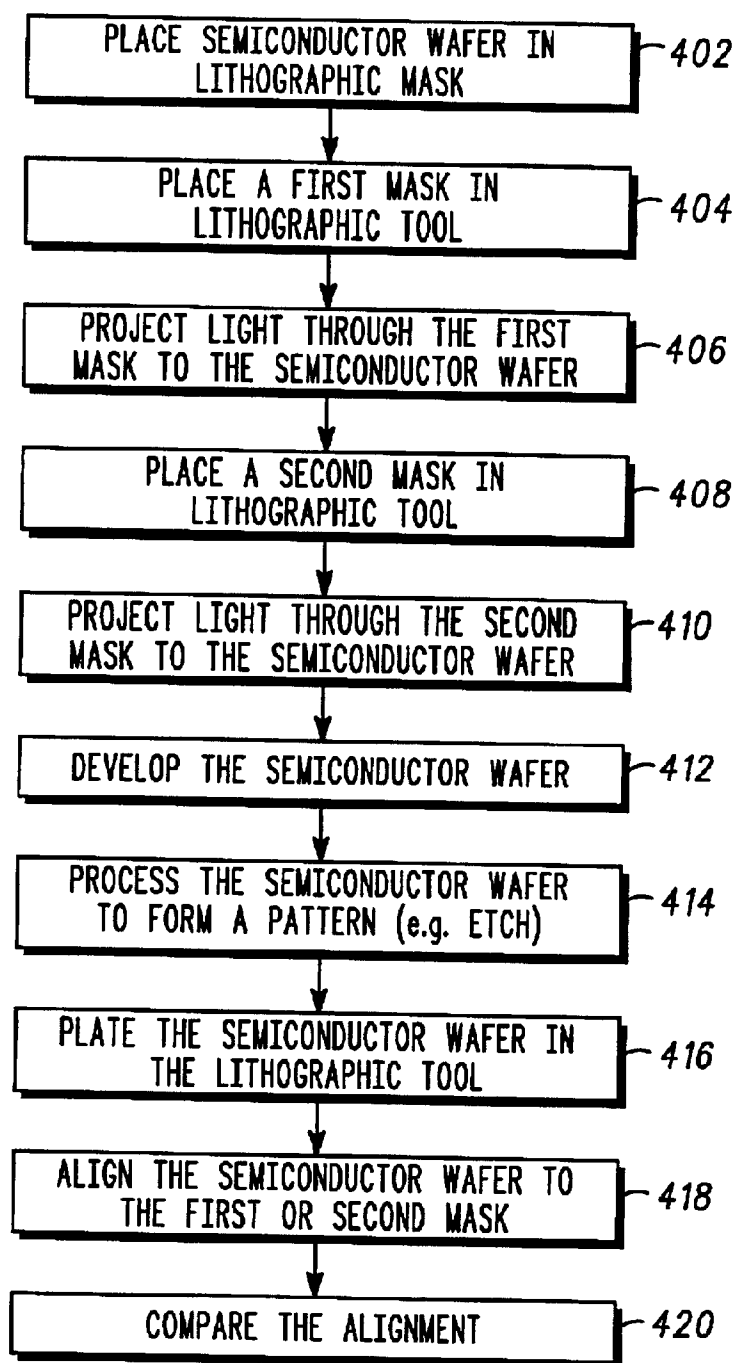 PLACE SEMICONDUCTOR WAFER IN
LITHOGRAPHIC MASK
402
PLACE A FIRST MASK IN
LITHOGRAPHIC TOOL
404
PROJECT LIGHT THROUGH THE FIRST
MASK TO THE SEMICONDUCTOR WAFER
406
PLACE A SECOND MASK IN
LITHOGRAPHIC TOOL
408
PROJECT LIGHT THROUGH THE SECOND
MASK TO THE SEMICONDUCTOR WAFER
410
DEVELOP THE SEMICONDUCTOR WAFER
412
PROCESS THE SEMICONDUCTOR WAFER
TO FORM A PATTERN (e.g. ETCH)
414
PLATE THE SEMICONDUCTOR WAFER IN
THE LITHOGRAPHIC TOOL
416
ALIGN THE SEMICONDUCTOR WAFER TO
THE FIRST OR SECOND MASK
418
COMPARE THE ALIGNMENT
420